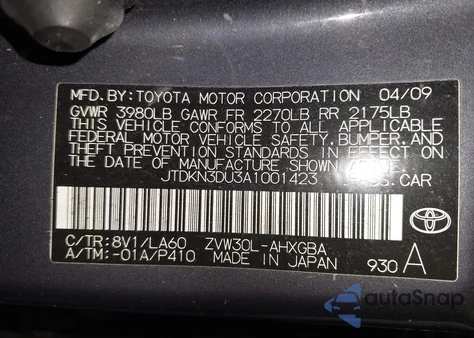 MFD. BY: TOYOTA MOTOR CORPORATION 04/09
GVWR 3980LB GAWR FR 2270LB RR 2175LB
THIS VEHICLE CONFORMS TO ALL APPLICABLE
FEDERAL MOTOR VEHICLE SAFETY, BUMPER, AND
THEFT PREVENTION STANDARDS IN EFFECT ON
THE DATE OF MANUFACTURE SHOWN ABOVE.
JTDKN3DU3A1001423 PASS. CAR
C/TR: 8V1/LA60 ZVW30L-AHXGBA
A/TM: -01A/P410 MADE IN JAPAN 930 A
TOYOTA
autoSnap